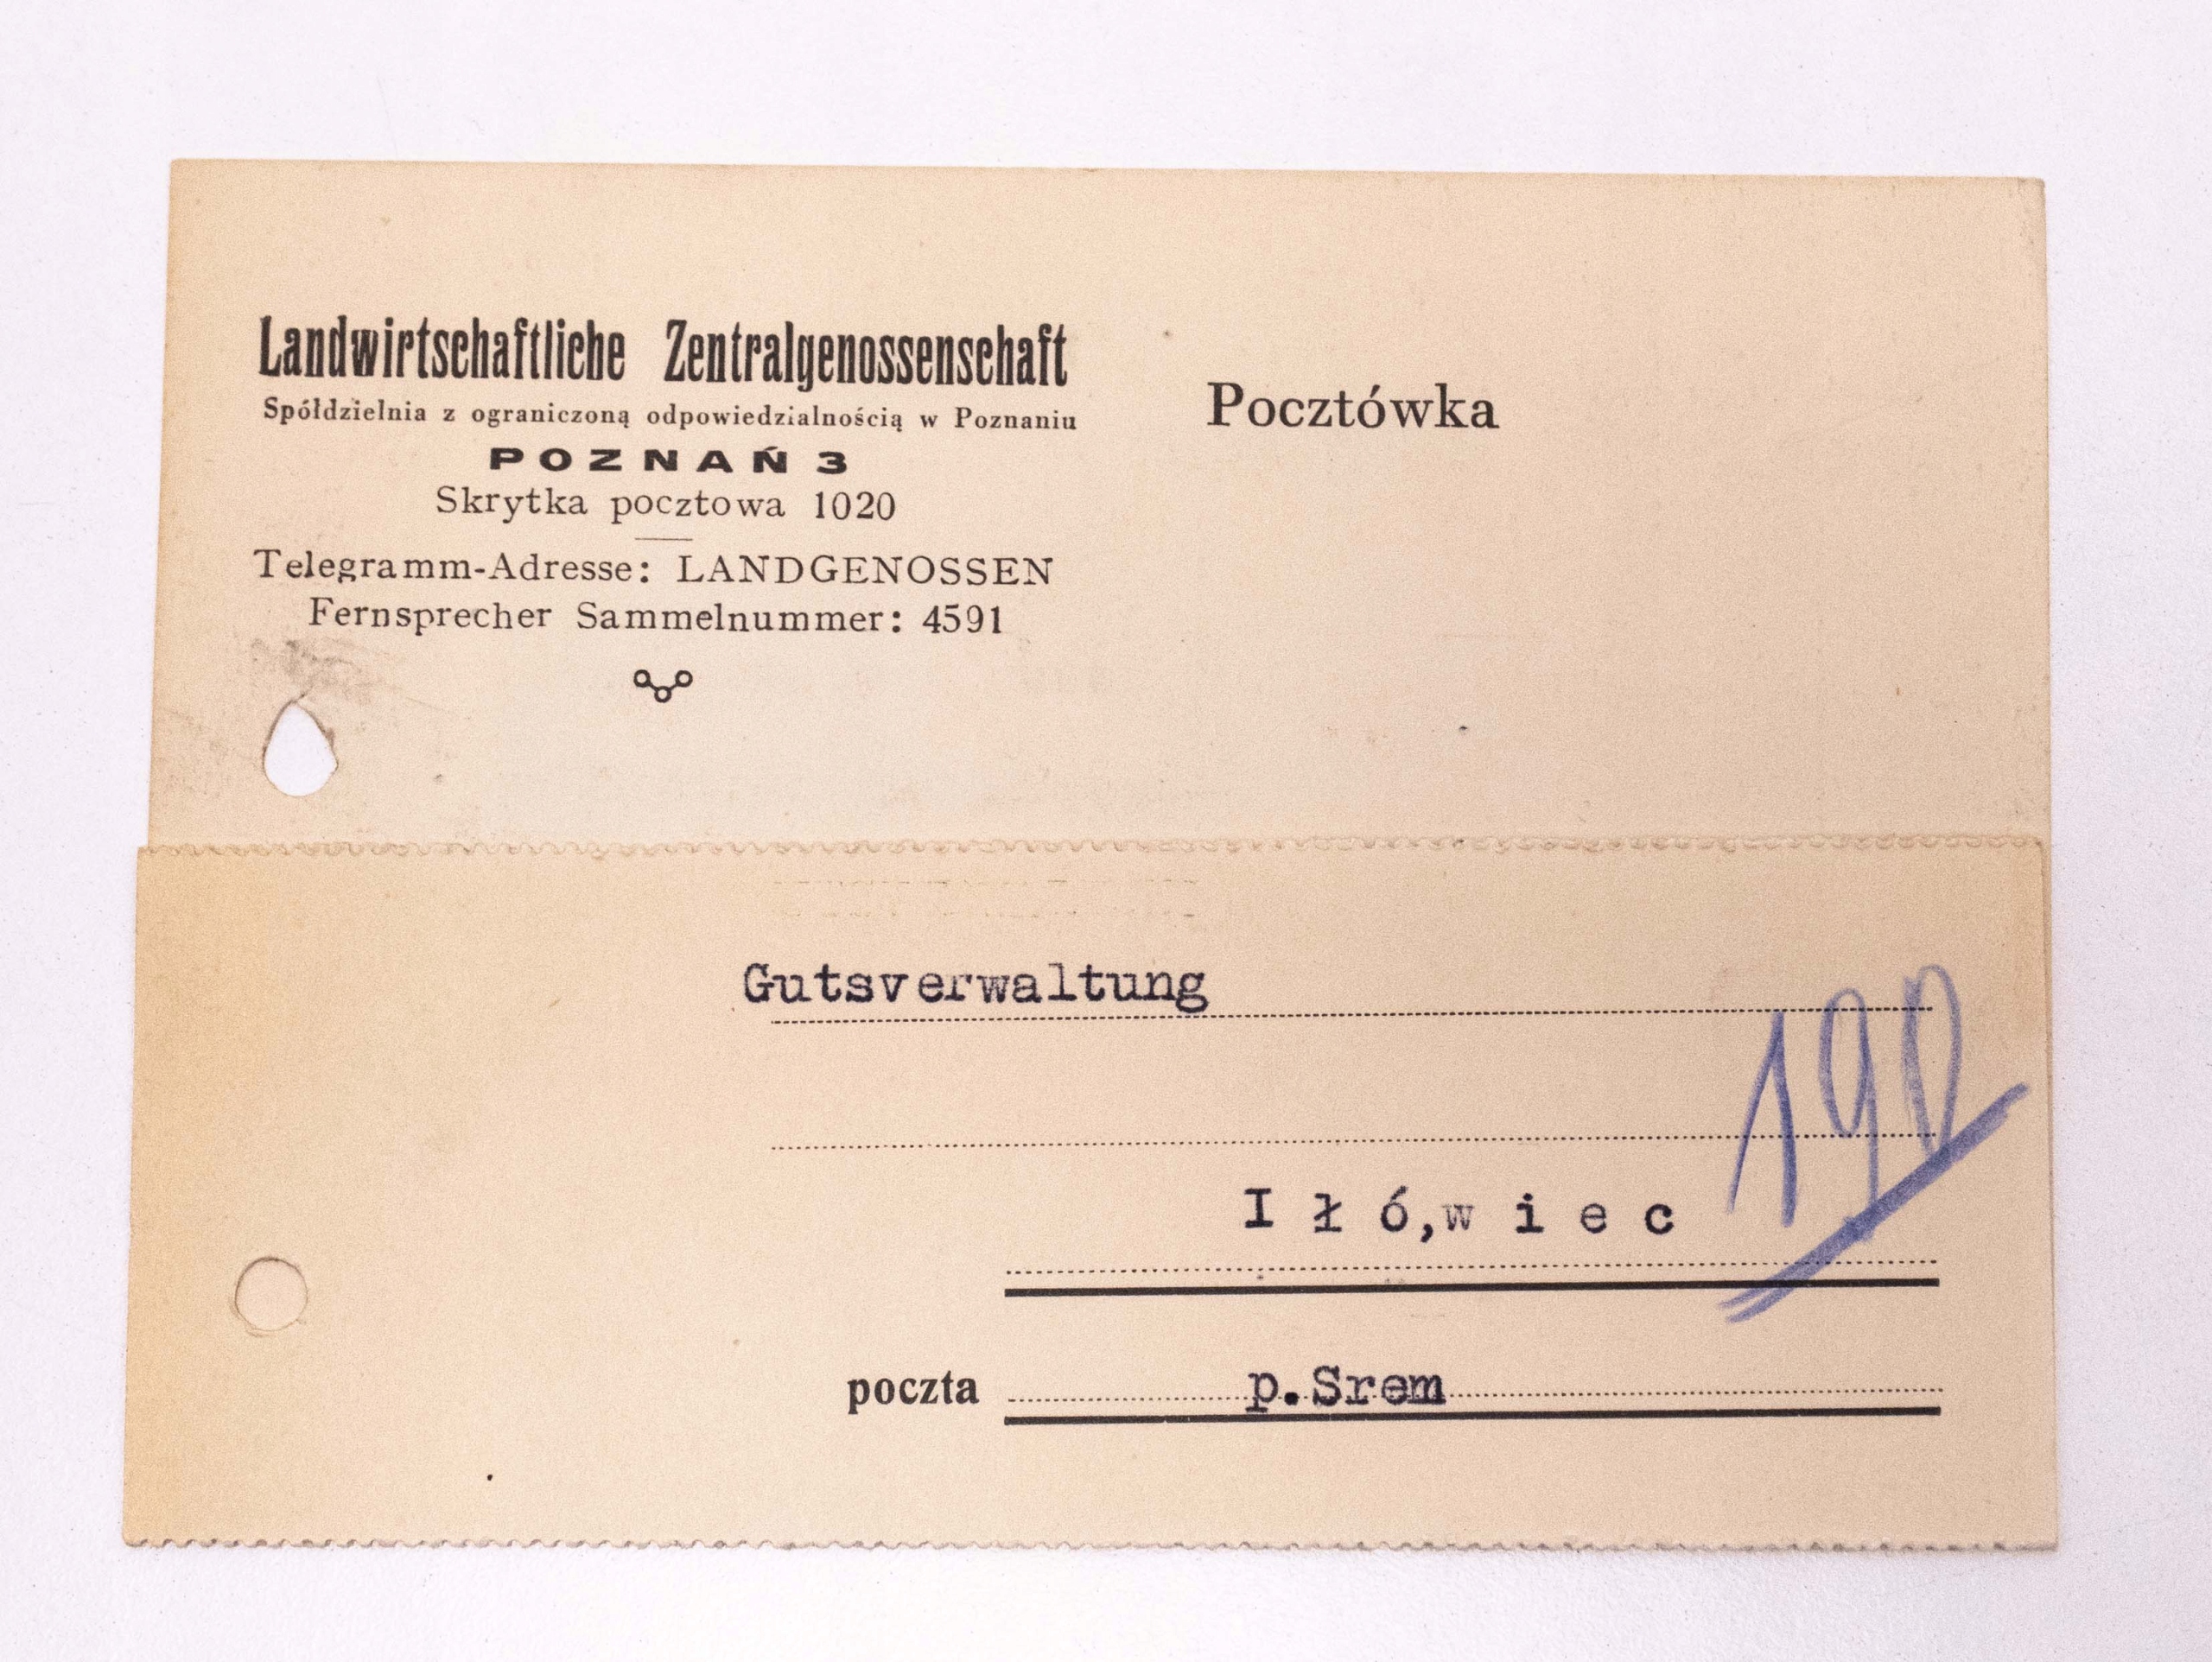 Landwirtschaftliche Zentralgenossenschaft
Spółdzielnia z ograniczoną odpowiedzialnością w Poznaniu
POZNAŃ 3
Skrytka pocztowa 1020
Telegramm-Adresse: LANDGENOSSEN
Fernsprecher Sammelnummer: 4591
Pocztówka
Gutsverwaltung
190
I ł ó,w i e c
poczta p.Srem